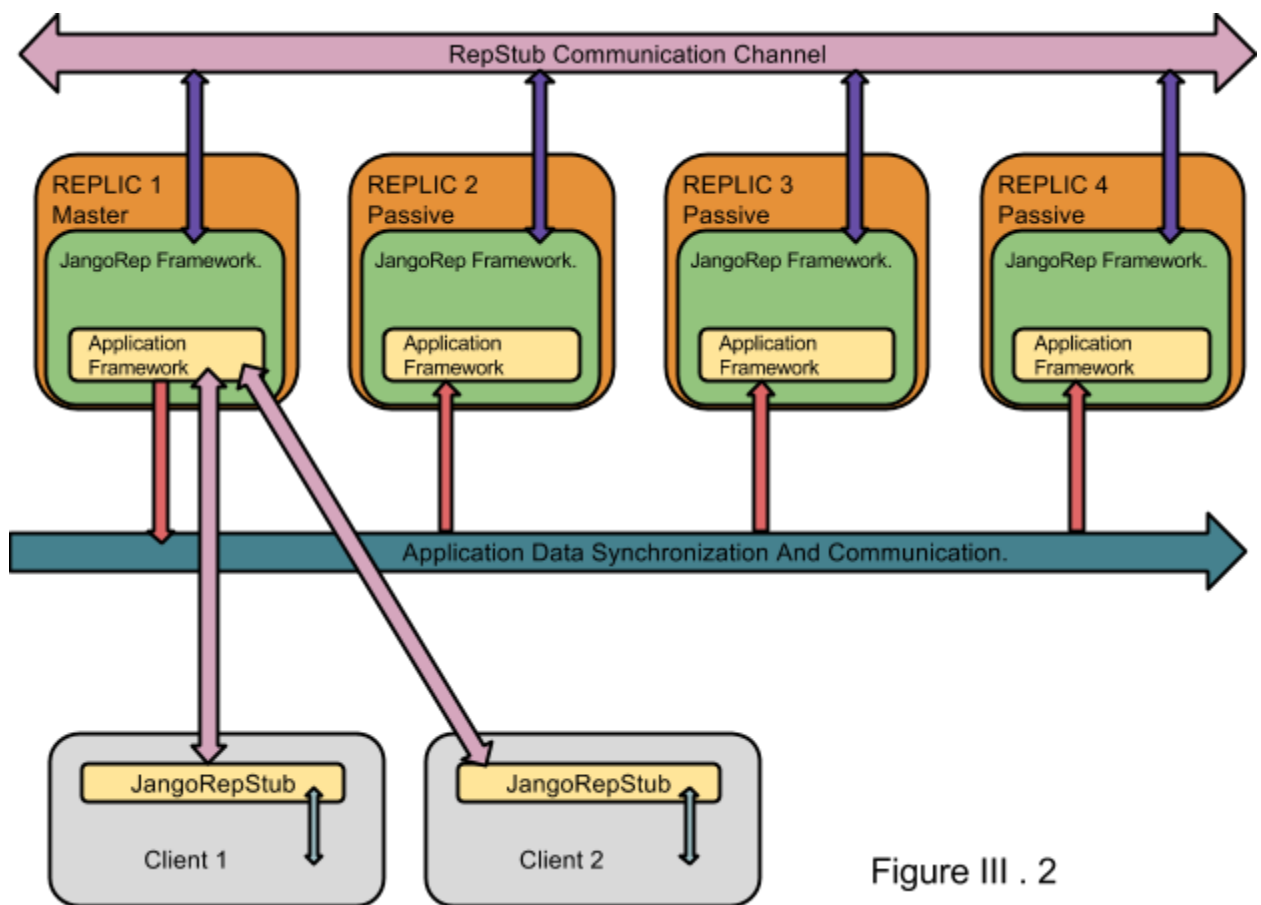 RepStub Communication Channel
REPLIC 1
Master
JangoRep Framework.
Application
Framework
REPLIC 2
Passive
JangoRep Framework.
Application
Framework
REPLIC 3
Passive
JangoRep Framework.
Application
Framework
REPLIC 4
Passive
JangoRep Framework.
Application
Framework
Application Data Synchronization And Communication.
JangoRepStub
Client 1
JangoRepStub
Client 2
Figure III . 2